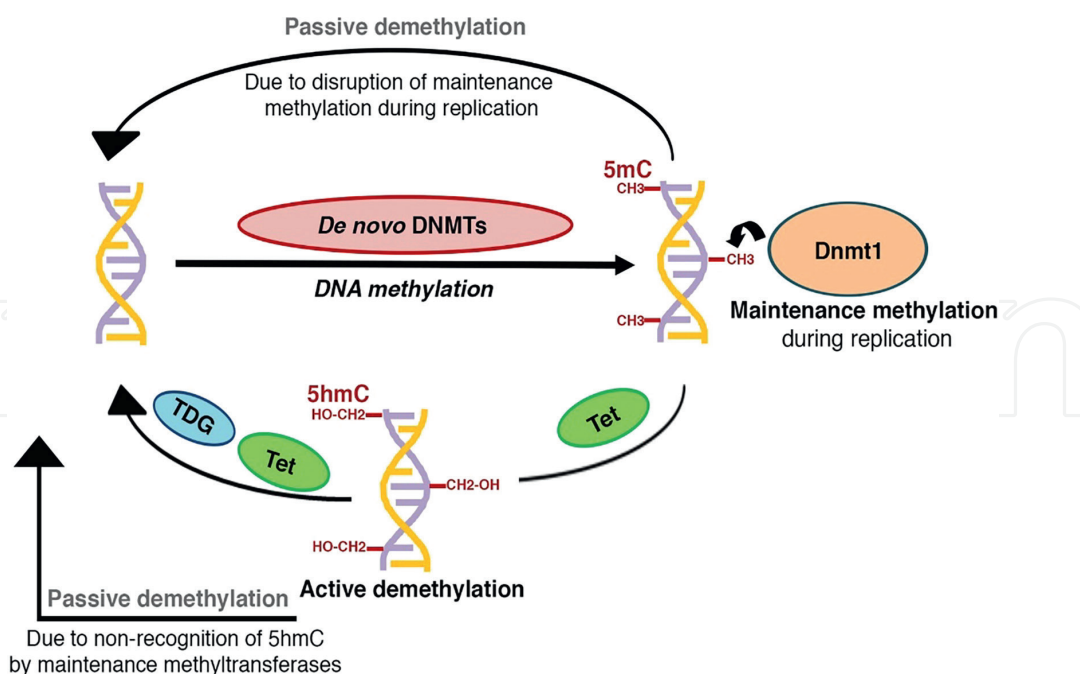 Passive demethylation
Due to disruption of maintenance
methylation during replication
5mC
CH3
De novo DNMTs
CH3
Dnmt1
DNA methylation
CH3
Maintenance methylation
during replication
5hmC
HO-CH2
TDG
Tet
Tet
CH2-OH
HO-CH2
Active demethylation
Passive demethylation
Due to non-recognition of 5hmC
by maintenance methyltransferases